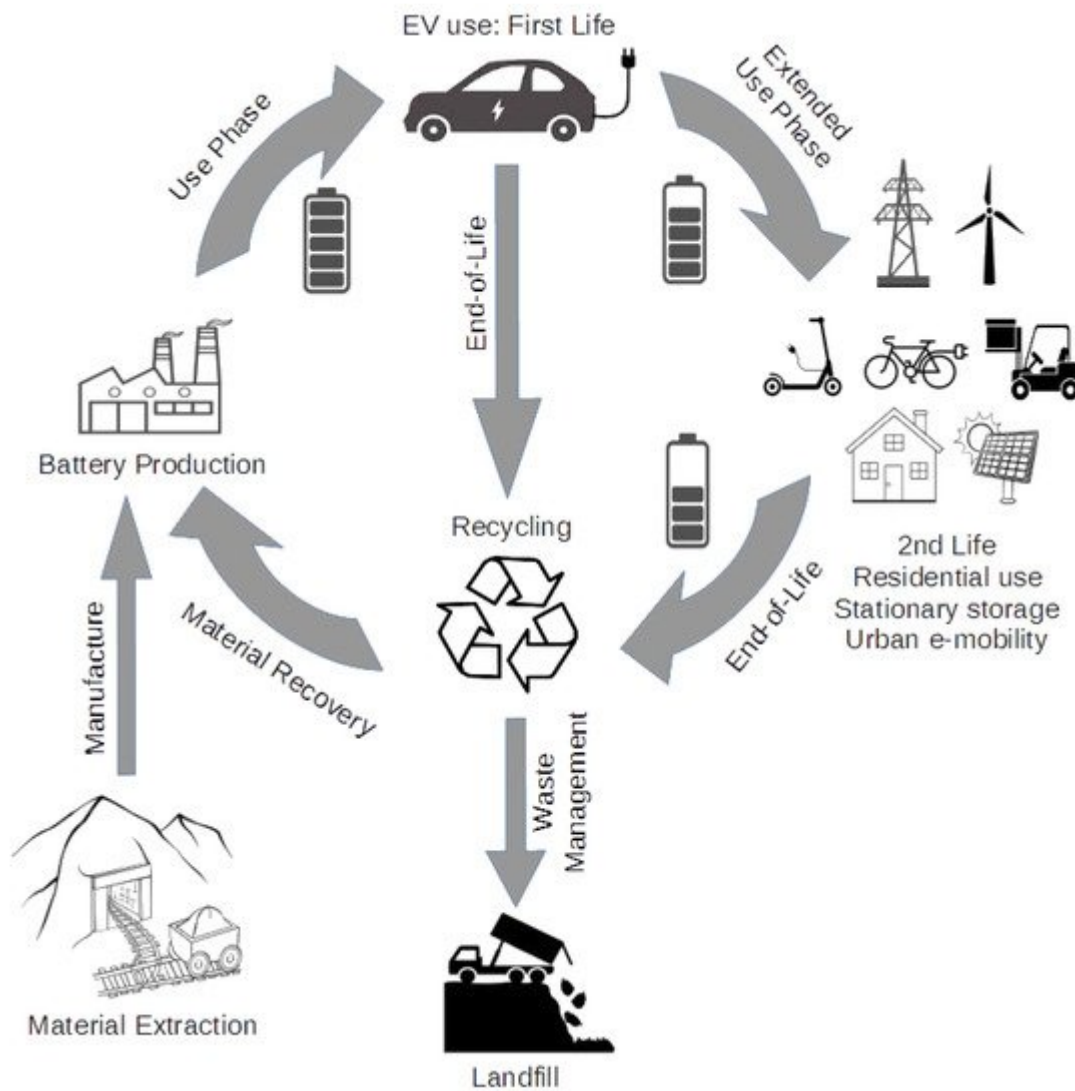 EV use: First Life
Use Phase
Extended
Use Phase
End-of-Life
Battery Production
Recycling
2nd Life
Residential use
Stationary storage
Urban e-mobility
End-of-Life
Material Recovery
Manufacture
Waste
Management
Material Extraction
Landfill